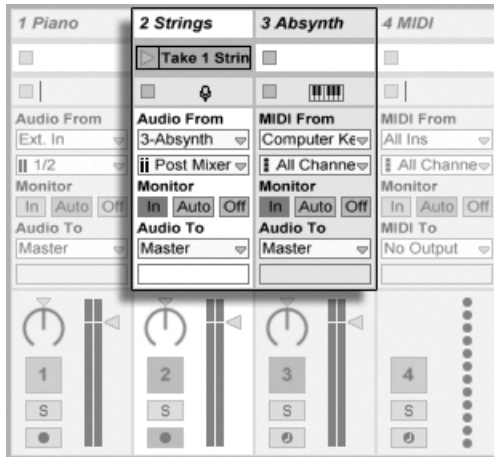 1 Piano 2 Strings 3 Absynth 4 MIDI
Take 1 Strin
Audio From Audio From MIDI From MIDI From
Ext. In 3-Absynth Computer Ke All Ins
1/2 Post Mixer All Channe All Channe
Monitor Monitor Monitor Monitor
In Auto Off In Auto Off In Auto Off In Auto Off
Audio To Audio To Audio To MIDI To
Master Master Master No Output
1 2 3 4
S S S S